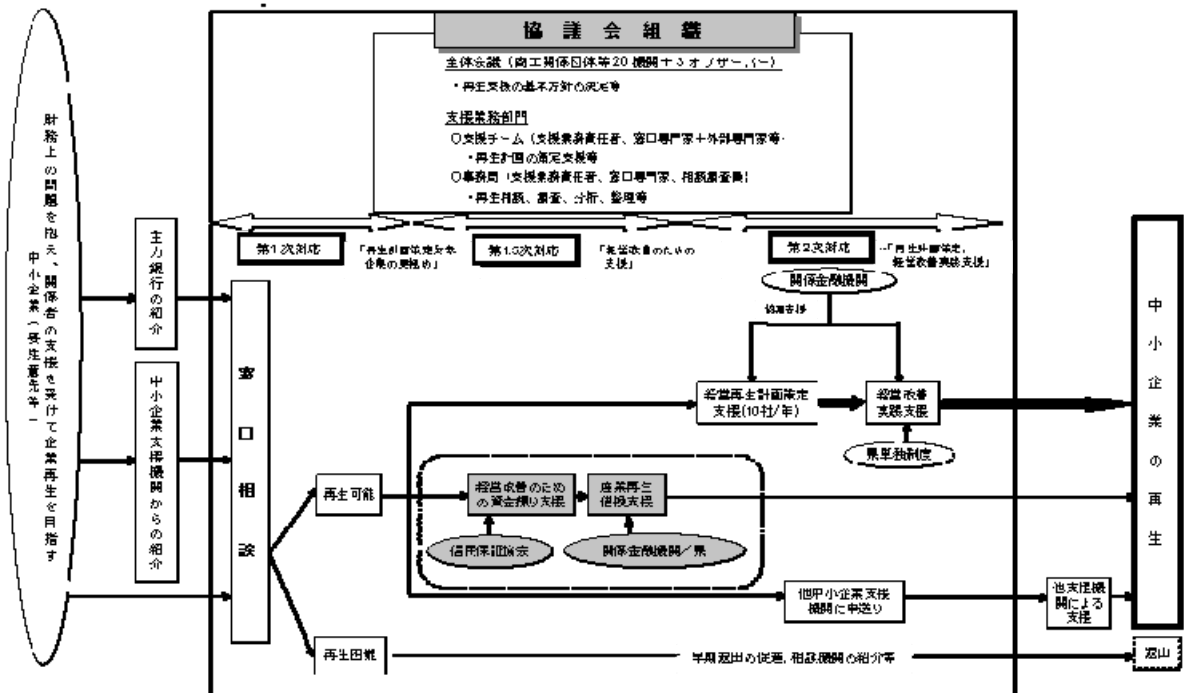 協議会組織
全体会議（商工関係団体等20機関＋3オブザーバー）
・再生支援の基本方針の決定等
支援業務部門
○支援チーム（支援業務責任者、窓口専門家＋外部専門家等
・再生計画の策定支援等
○事務局（支援業務責任者、窓口専門家、相談調査員）
・再生相談、調査、分析、整理等
第1次対応
「再生計画策定対象
企業の見極め」
第1.5次対応
「経営改善のための
支援」
第2次対応
「再生計画策定、
経営改善実践支援」
財務上の問題を抱え、関係者の支援を受けて企業再生を目指す
中小企業（要注意先等）
主力銀行の紹介
中小企業支援機関からの紹介
窓口相談
関係金融機関
協調支援
経営再生計画策定
支援(10社/年)
経営改善
実践支援
県単独制度
再生可能
経営改善のため
の資金繰り支援
産業再生
借換支援
信用保証協会
関係金融機関/県
他中小企業支援
機関に申送り
他支援機
関による
支援
再生困難
早期退出の促進、相談機関の紹介等
中小企業の再生
退出